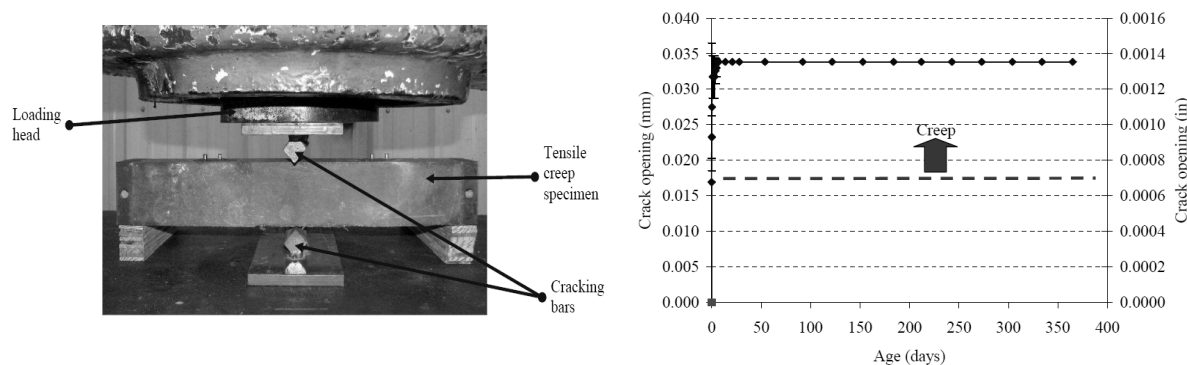 Loading
head
Tensile
creep
specimen
Cracking
bars
Crack opening (mm)
0.040
0.035
0.030
0.025
0.020
0.015
0.010
0.005
0.000
Creep
0 50 100 150 200 250 300 350 400
Age (days)
0.0016
0.0014
0.0012
0.0010
0.0008
0.0006
0.0004
0.0002
0.0000
Crack opening (in)